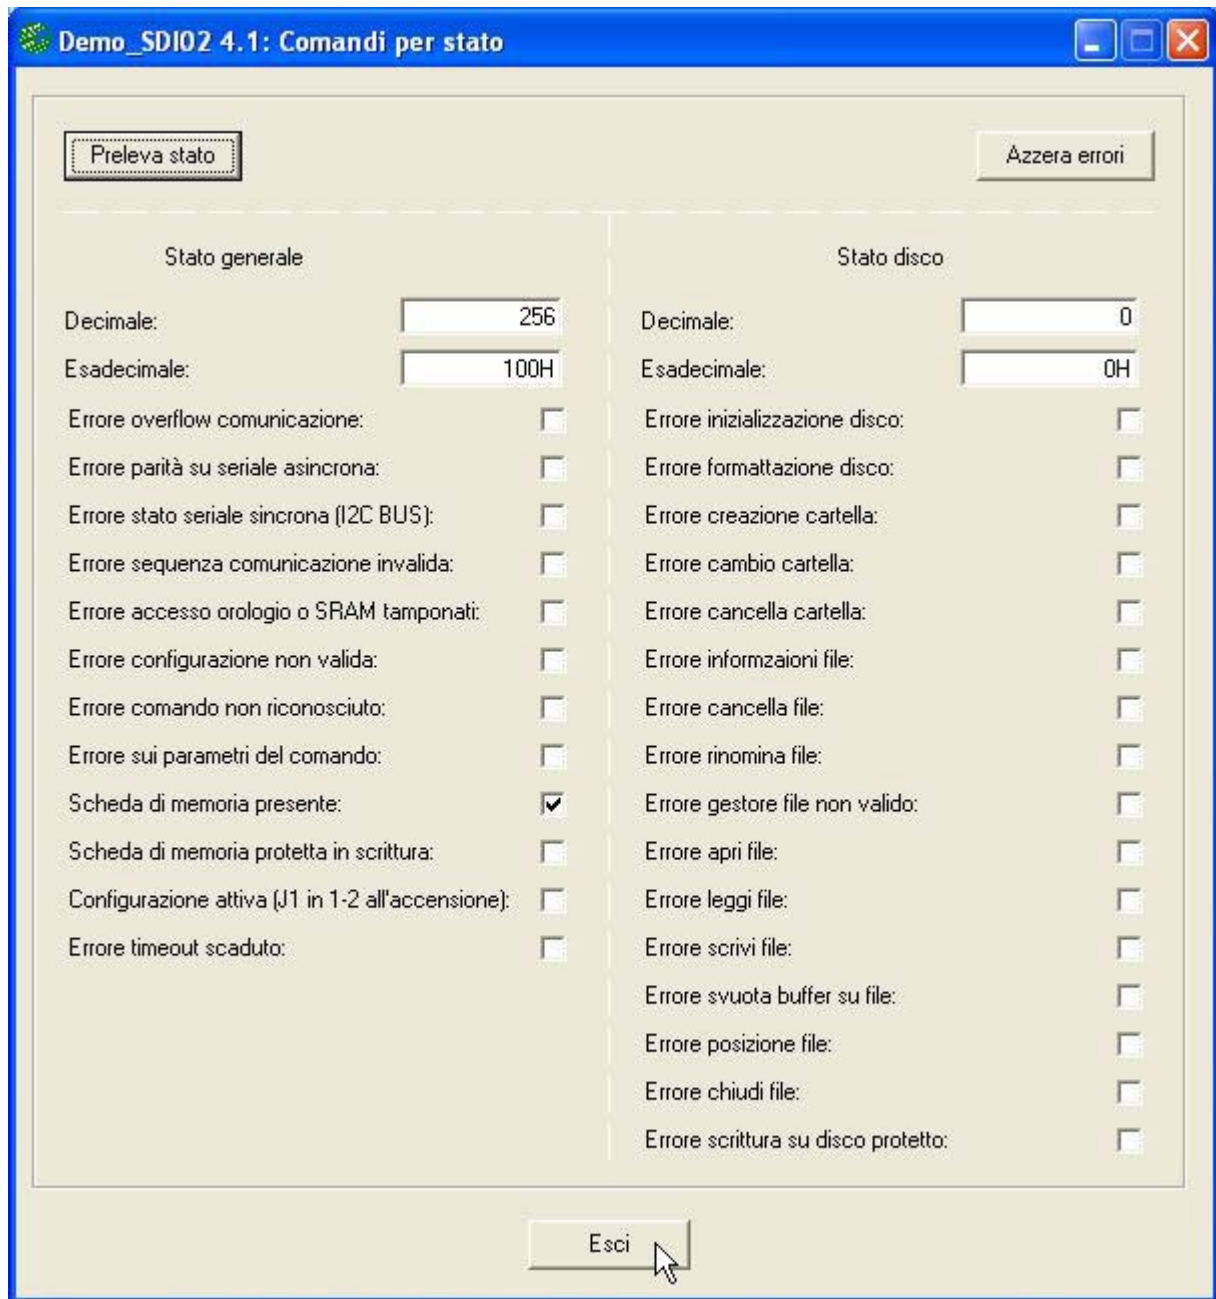 Demo_SDI02 4.1: Comandi per stato
Preleva stato
Azzera errori
Stato generale
Decimale: 256
Esadecimale: 100H
Errore overflow comunicazione:
Errore parità su seriale asincrona:
Errore stato seriale sincrona (I2C BUS):
Errore sequenza comunicazione invalida:
Errore accesso orologio o SRAM tamponati:
Errore configurazione non valida:
Errore comando non riconosciuto:
Errore sui parametri del comando:
Scheda di memoria presente:
Scheda di memoria protetta in scrittura:
Configurazione attiva (J1 in 1-2 all'accensione):
Errore timeout scaduto:
Stato disco
Decimale: 0
Esadecimale: 0H
Errore inizializzazione disco:
Errore formattazione disco:
Errore creazione cartella:
Errore cambio cartella:
Errore cancella cartella:
Errore informzaioni file:
Errore cancella file:
Errore rinomina file:
Errore gestore file non valido:
Errore apri file:
Errore leggi file:
Errore scrivi file:
Errore svuota buffer su file:
Errore posizione file:
Errore chiudi file:
Errore scrittura su disco protetto:
Esci